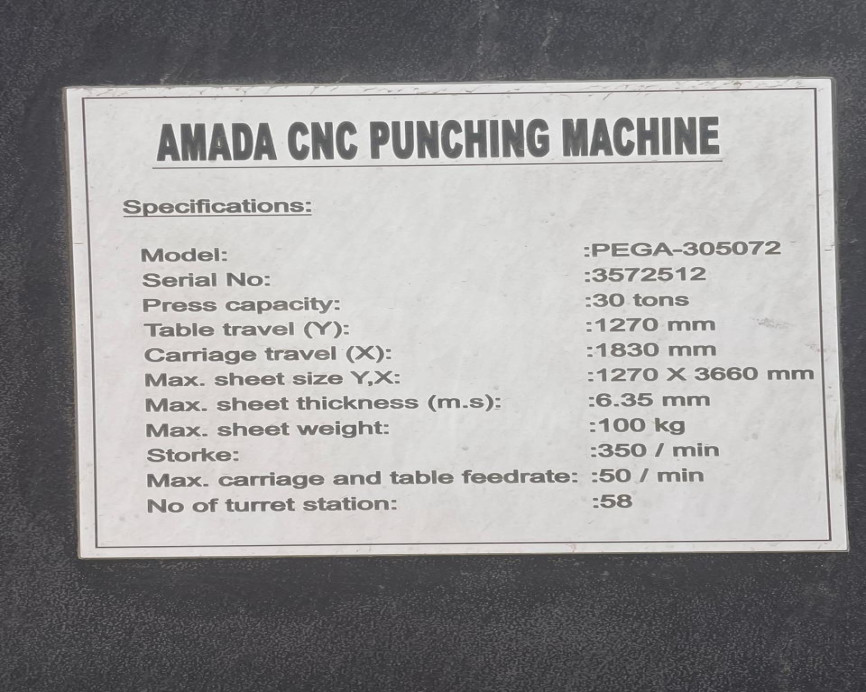 AMADA CNC PUNCHING MACHINE
Specifications:
Model: :PEGA-305072
Serial No: :3572512
Press capacity: :30 tons
Table travel (Y): :1270 mm
Carriage travel (X): :1830 mm
Max. sheet size Y,X: :1270 X 3660 mm
Max. sheet thickness (m.s): :6.35 mm
Max. sheet weight: :100 kg
Storke: :350 / min
Max. carriage and table feedrate: :50 / min
No of turret station: :58